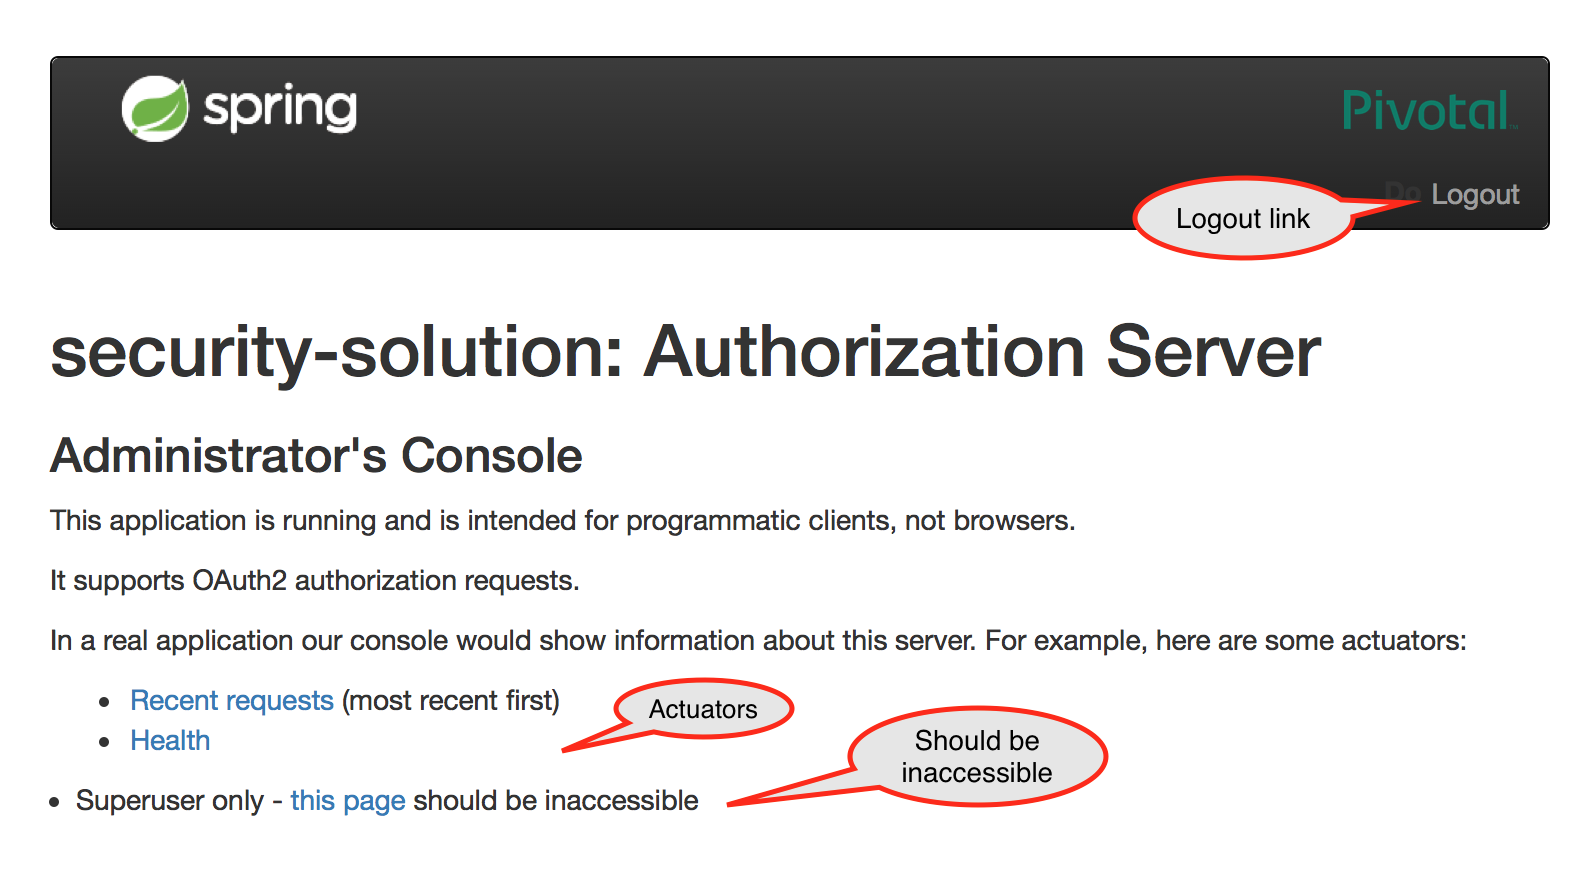 spring
Pivotal™
Do Logout
Logout link
security-solution: Authorization Server
Administrator's Console
This application is running and is intended for programmatic clients, not browsers.
It supports OAuth2 authorization requests.
In a real application our console would show information about this server. For example, here are some actuators:
• Recent requests (most recent first)
Actuators
• Health
Should be
inaccessible
• Superuser only - this page should be inaccessible